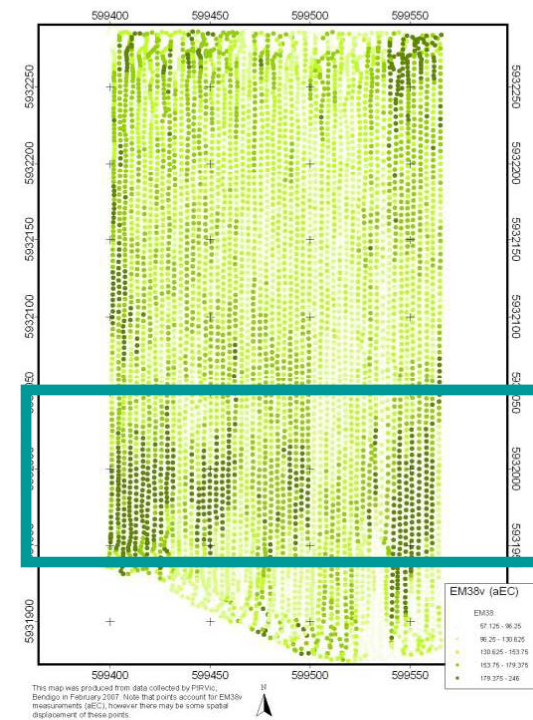 599400 599450 599500 599550
5932250 5932250
5932200 5932200
5932150 5932150
5932100 5932100
050 5932050
5932000
593195
5931900
EM38v (aEC)
EM38
57.125 - 96.25
96.25 - 130.625
130.625 - 153.75
153.75 - 179.375
179.375 - 246
599400 599450 599500 599550
This map was produced from data collected by PIRVic,
Bendigo in February 2007. Note that points account for EM38v
measurements (aEC), however there may be some spatial
displacement of these points.
N